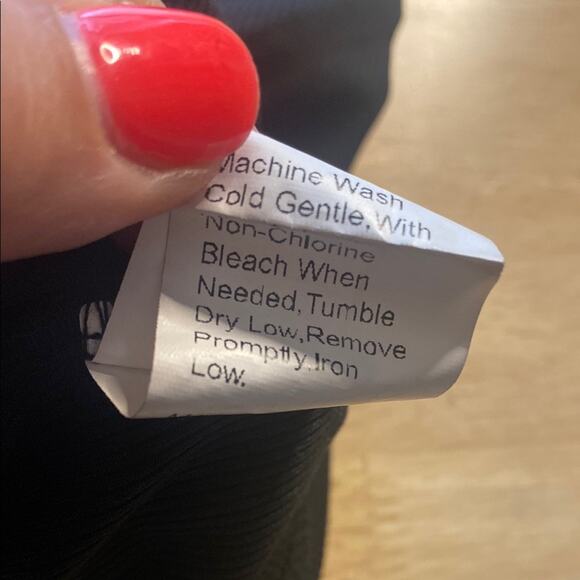 Machine Wash
Cold Gentle,With
Non-Chlorine
Bleach When
Needed,Tumble
Dry Low,Remove
Promptly,Iron
Low.